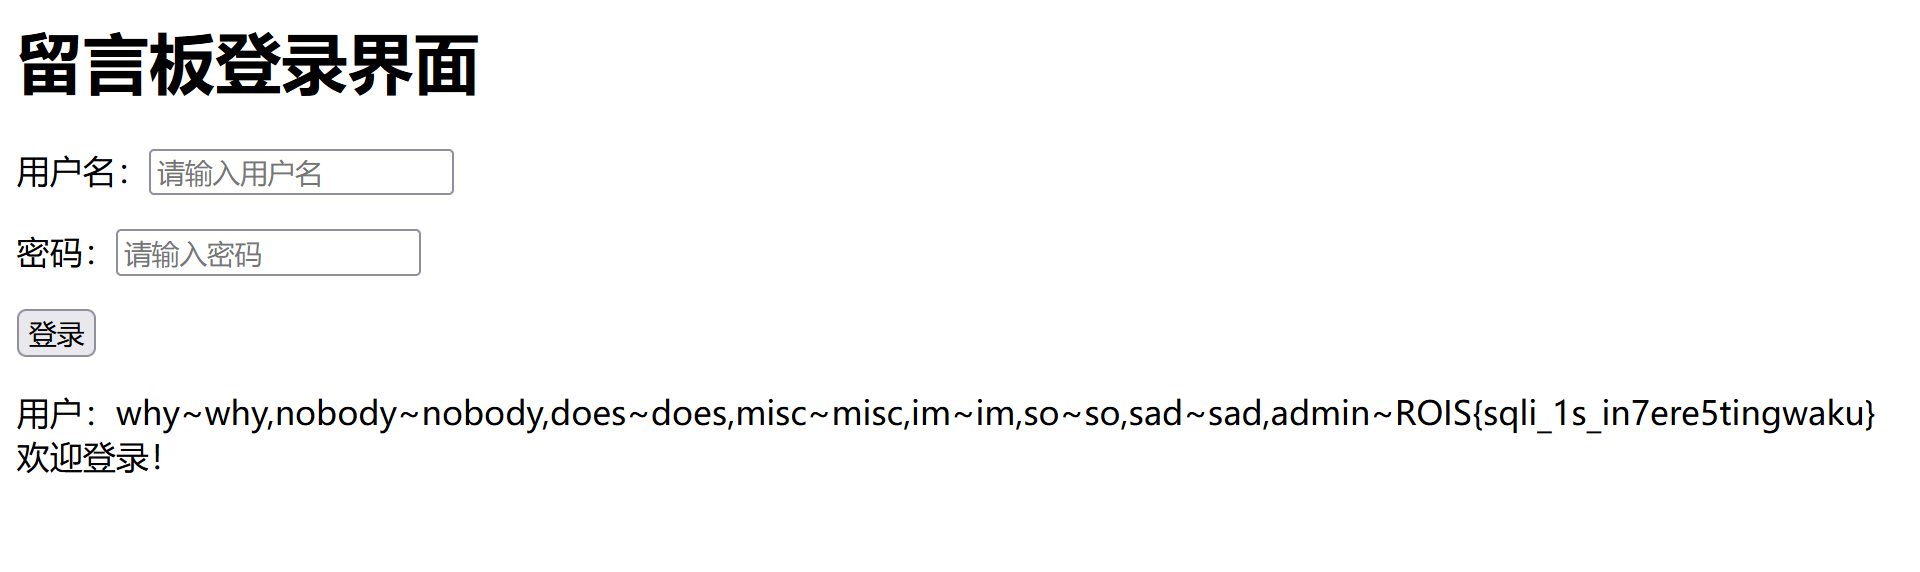 留言板登录界面
用户名：请输入用户名
密码：请输入密码
登录
用户：why~why,nobody~nobody,does~does,misc~misc,im~im,so~so,sad~sad,admin~ROIS{sqli_1s_in7ere5tingwaku}
欢迎登录！